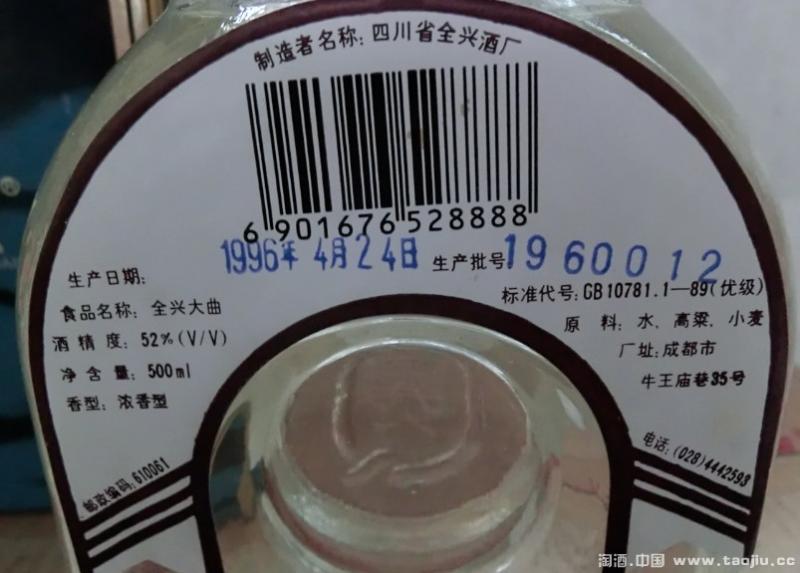 制造者名称: 四川省全兴酒厂
6 901676 528888
生产日期: 1996年 4月24日 生产批号: 1960012
食品名称: 全兴大曲
酒精度: 52%(V/V)
净含量: 500ml
香型: 浓香型
邮政编码: 610061
标准代号: GB10781.1—89(优级)
原 料: 水、高粱、小麦
厂址: 成都市
牛王庙巷35号
电话: (028)4442593
淘酒.中国 www.taojiu.cc